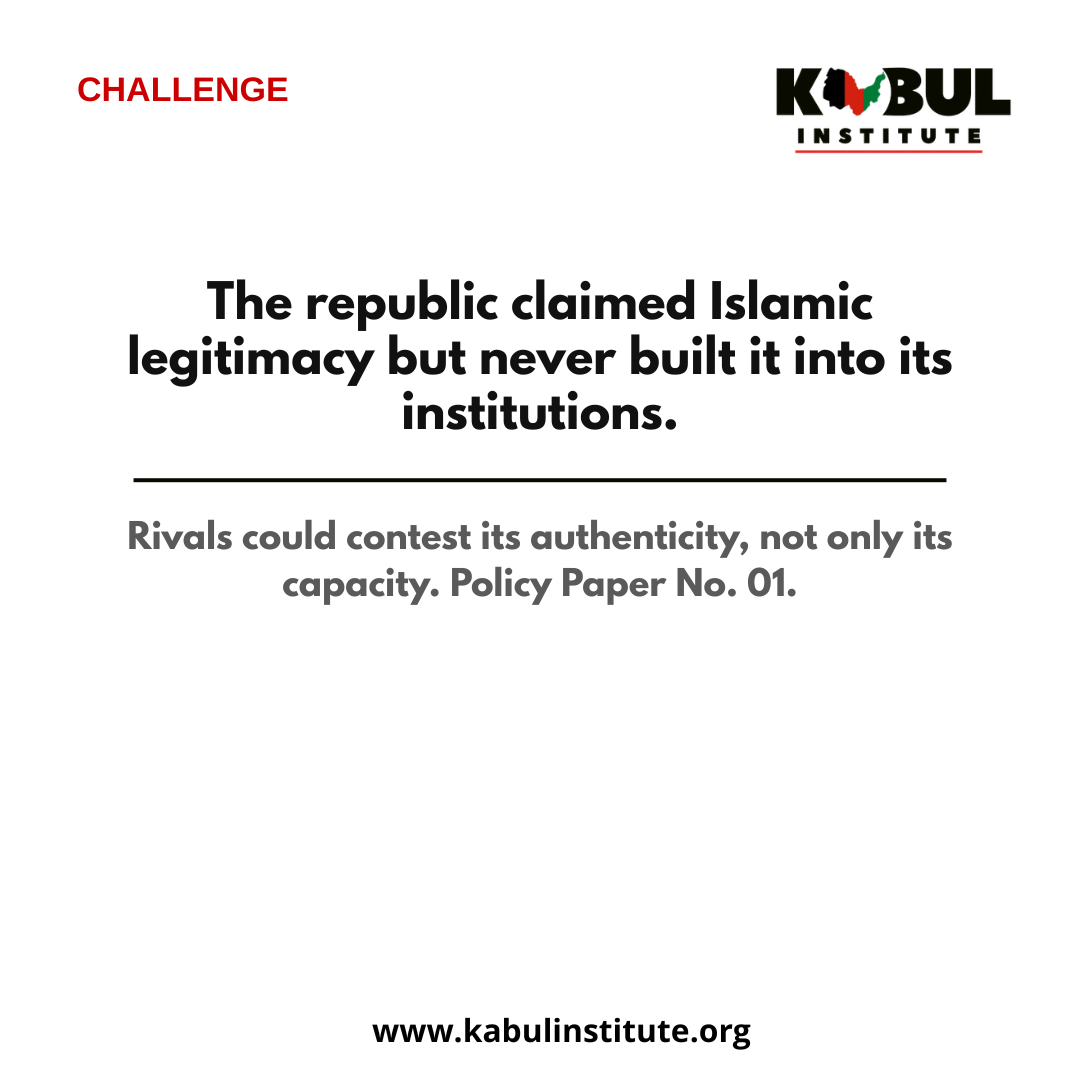 CHALLENGE
KABUL
INSTITUTE
The republic claimed Islamic
legitimacy but never built it into its
institutions.
Rivals could contest its authenticity, not only its
capacity. Policy Paper No. 01.
www.kabulinstitute.org